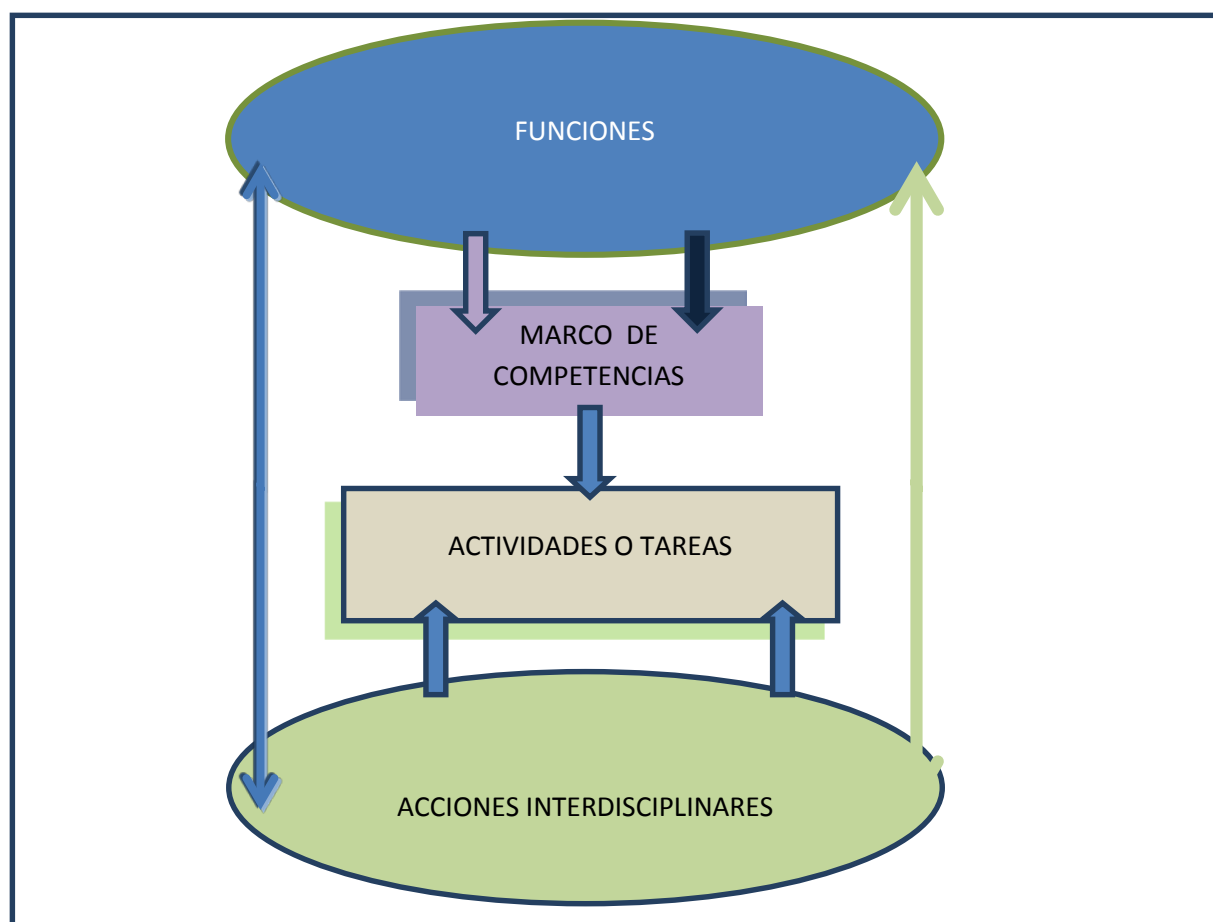 FUNCIONES
MARCO DE
COMPETENCIAS
ACTIVIDADES O TAREAS
ACCIONES INTERDISCIPLINARES